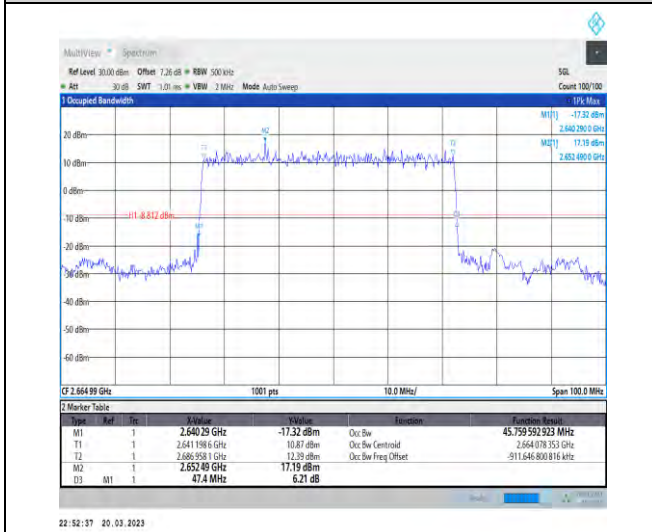 MultiView Spectrum
Ref Level 30.00 dBm Offset 7.26 dB RBW 500 kHz SGL
Att 30 dB SWT 1.01 ms VBW 2 MHz Mode Auto Sweep Count 100/100
1 Occupied Bandwidth 1Pk Max
M1[1] -17.32 dBm
2.640 290 0 GHz
M2[1] 17.19 dBm
2.652 490 0 GHz
20 dBm
M2
T1
T2
10 dBm
0 dBm
H1 -8.812 dBm
-10 dBm
M1
-20 dBm
-30 dBm
-40 dBm
-50 dBm
-60 dBm
CF 2.664 99 GHz 1001 pts 10.0 MHz/ Span 100.0 MHz
2 Marker Table
Type Ref Trc X-Value Y-Value Function Function Result
M1 1 2.640 29 GHz -17.32 dBm Occ Bw 45.759 592 923 MHz
T1 1 2.641 198 6 GHz 10.87 dBm Occ Bw Centroid 2.664 078 353 GHz
T2 1 2.686 958 1 GHz 12.39 dBm Occ Bw Freq Offset -911.646 800 816 kHz
M2 1 2.652 49 GHz 17.19 dBm
D3 M1 1 47.4 MHz 6.21 dB
22:52:37 20.03.2023